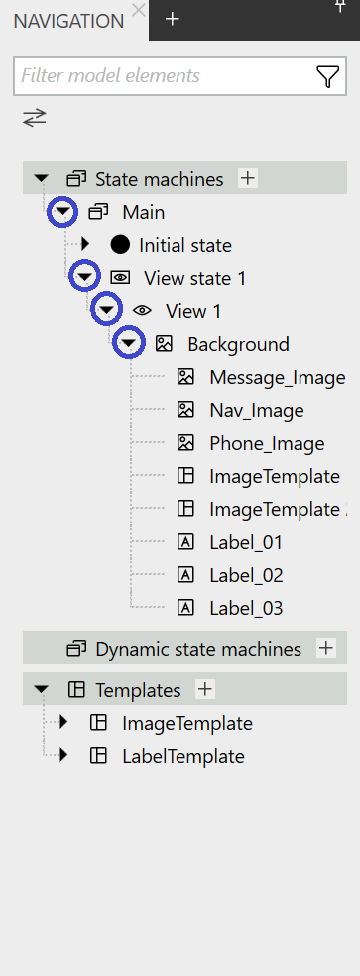 NAVIGATION
Filter model elements
State machines
Main
Initial state
View state 1
View 1
Background
Message_Image
Nav_Image
Phone_Image
ImageTemplate
ImageTemplate
Label_01
Label_02
Label_03
Dynamic state machines
Templates
ImageTemplate
LabelTemplate